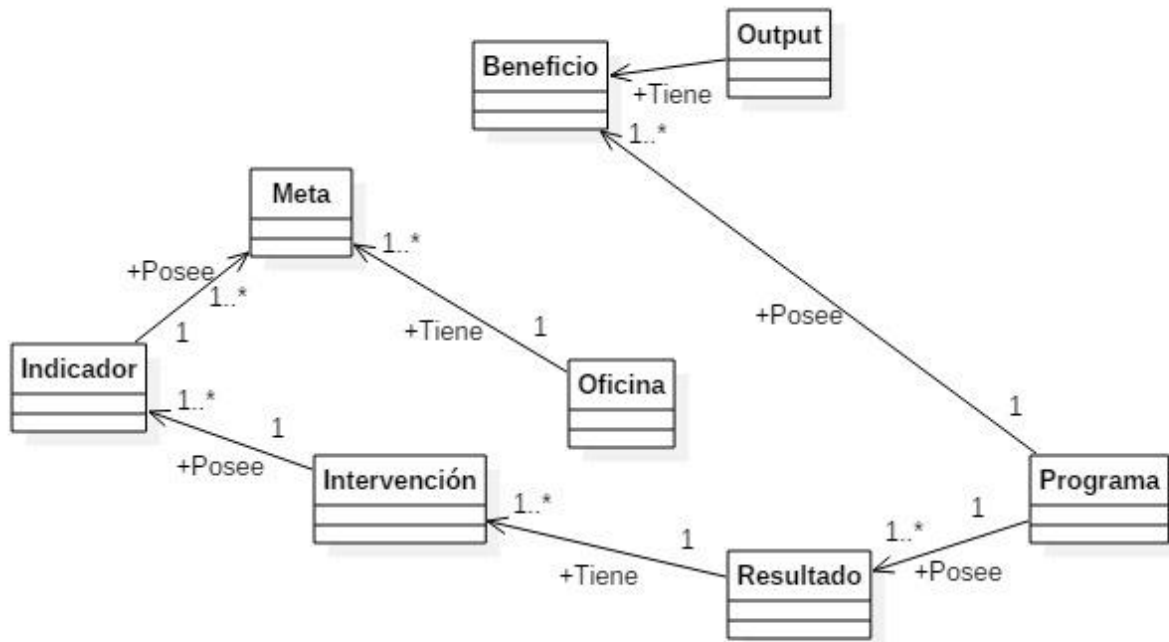 Output
Beneficio
+Tiene
1..*
Meta
1..*
+Posee
1..*
+Posee
+Tiene
1
1
Indicador
Oficina
1..*
1
1
+Posee
Intervención
Programa
1..*
1
1..*
1
+Tiene
Resultado
+Posee